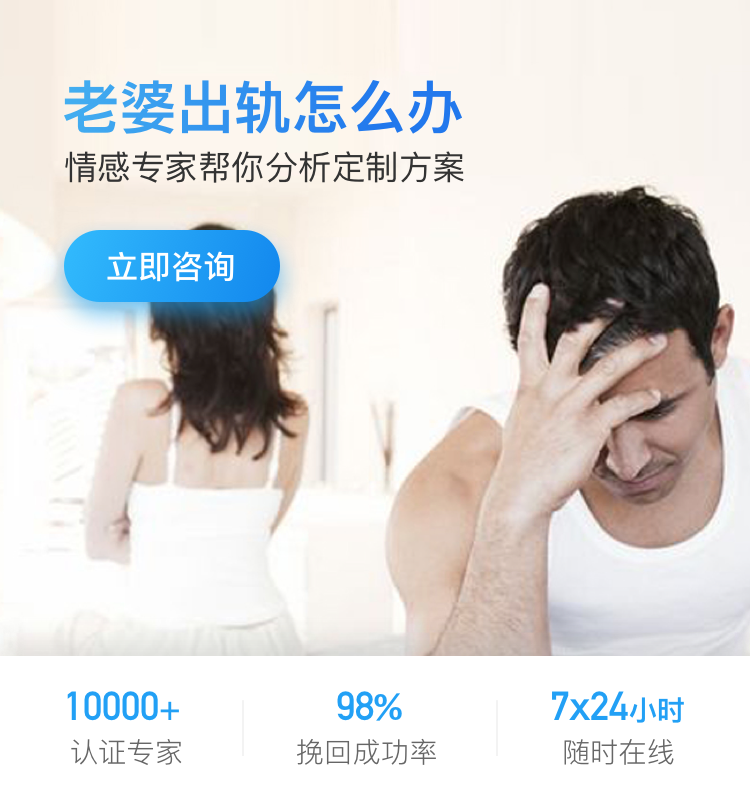 老婆出轨怎么办
情感专家帮你分析定制方案
立即咨询
10000+
98%
7x24小时
认证专家
挽回成功率
随时在线